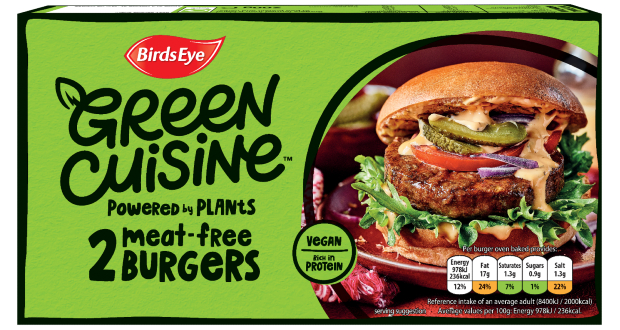 BirdsEye
GREEN
CUISINE™
POWERED by PLANTS
2 meat-free
BURGERS
VEGAN
RICH IN
PROTEIN
Per burger oven baked provides:
Energy Fat Saturates Sugars Salt
978kJ 17g 1.3g 0.9g 1.3g
236kcal
12% 24% 7% 1% 22%
Reference intake of an average adult (8400kJ / 2000kcal)
serving suggestion Average values per 100g: Energy 978kJ / 236kcal